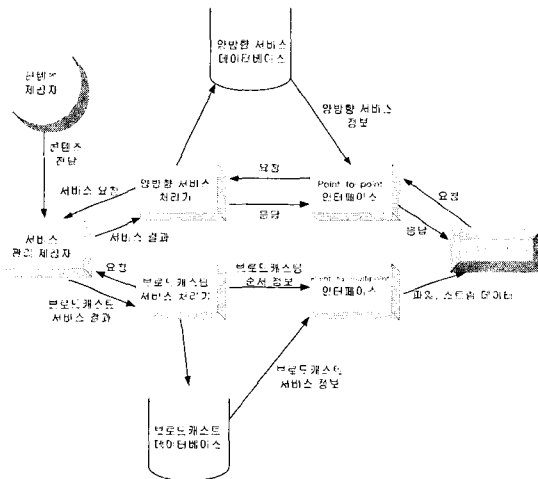 양방향 서비스
데이터베이스
컨텐츠
제공자
양방향 서비스
정보
컨텐츠
전달
요청
서비스 요청
양방향 서비스
처리기
Point to point
인터페이스
요청
응답
응답
서비스
관리 제공자
서비스 결과
요청
브로드캐스팅
서비스 처리기
브로드캐스팅
순서 정보
Point to multipoint
인터페이스
브로드캐스트
서비스 결과
파일, 스트림 데이터
브로드캐스트
서비스 정보
브로드캐스트
데이터베이스